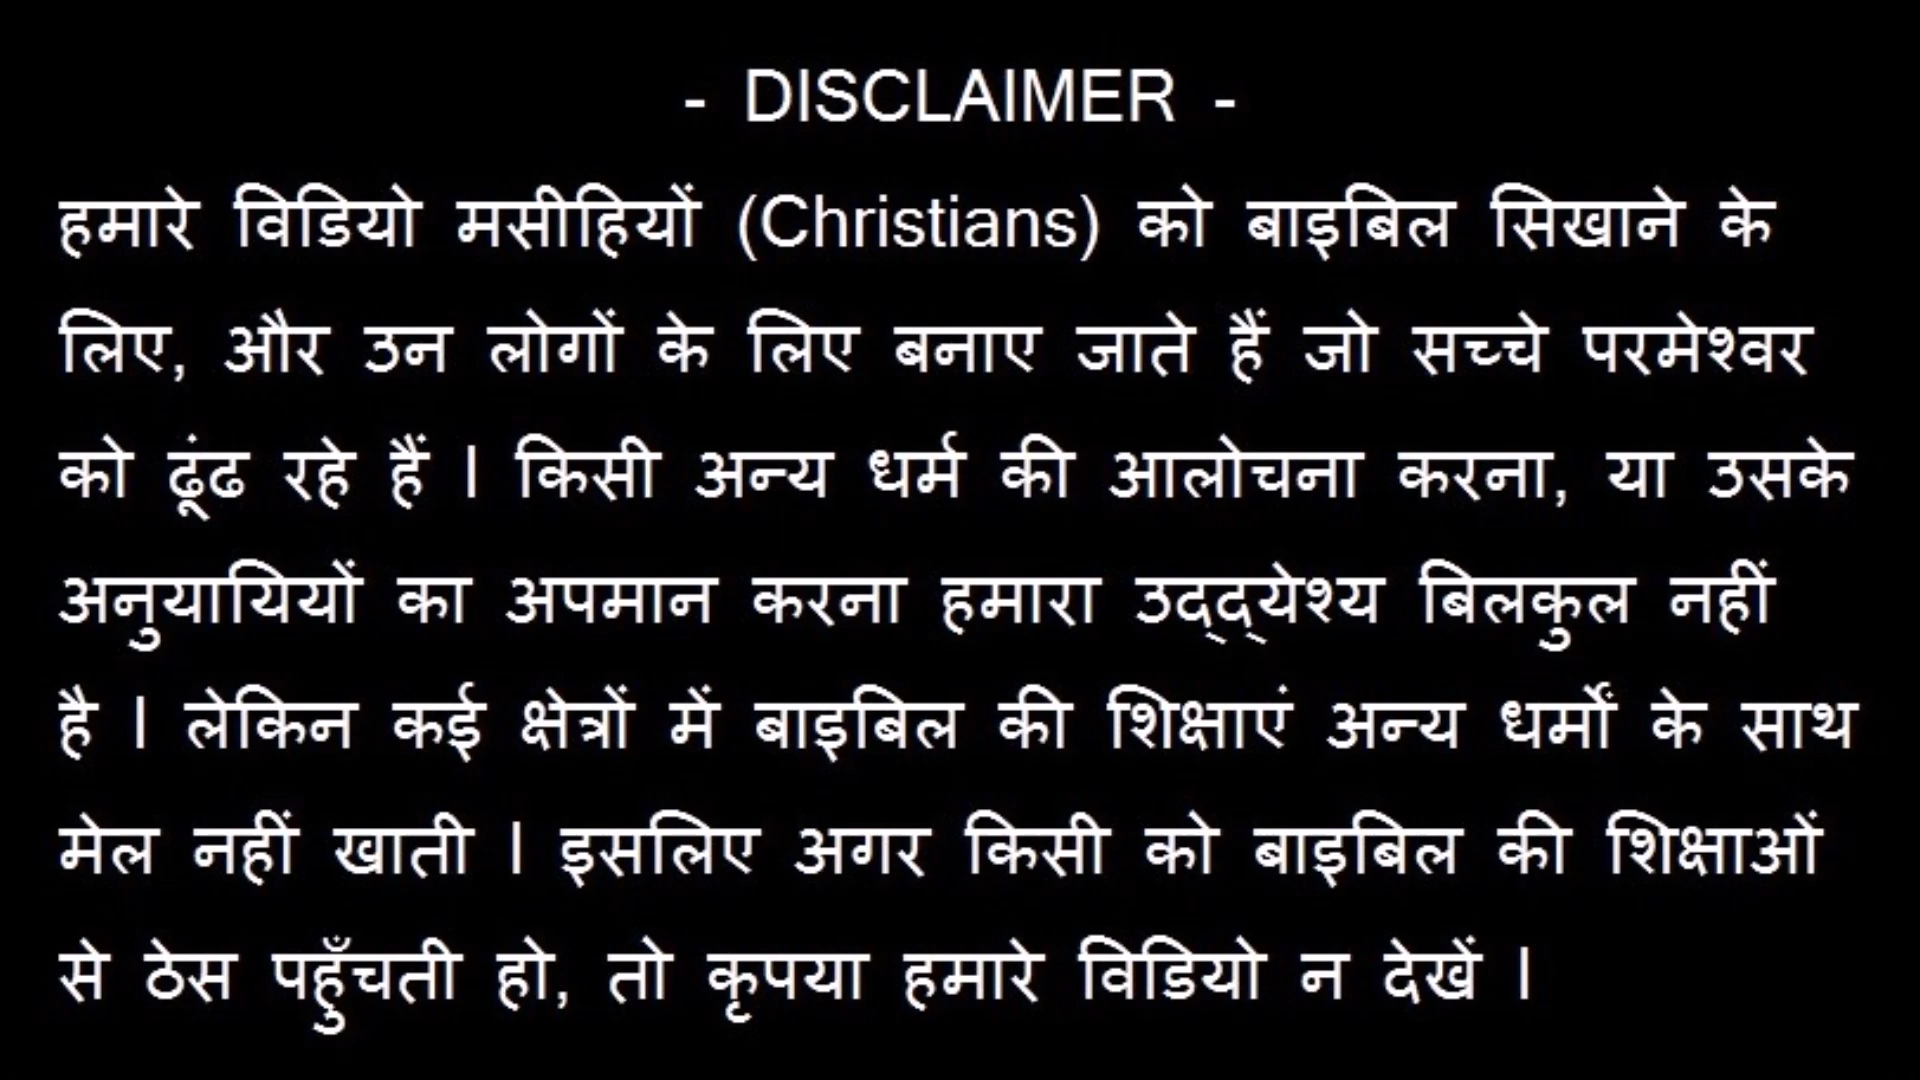 - DISCLAIMER -
हमारे विडियो मसीहियों (Christians) को बाइबिल सिखाने के
लिए, और उन लोगों के लिए बनाए जाते हैं जो सच्चे परमेश्वर
को ढूंढ रहे हैं । किसी अन्य धर्म की आलोचना करना, या उसके
अनुयायियों का अपमान करना हमारा उद्द्येश्य बिलकुल नहीं
है । लेकिन कई क्षेत्रों में बाइबिल की शिक्षाएं अन्य धर्मों के साथ
मेल नहीं खाती । इसलिए अगर किसी को बाइबिल की शिक्षाओं
से ठेस पहुँचती हो, तो कृपया हमारे विडियो न देखें ।